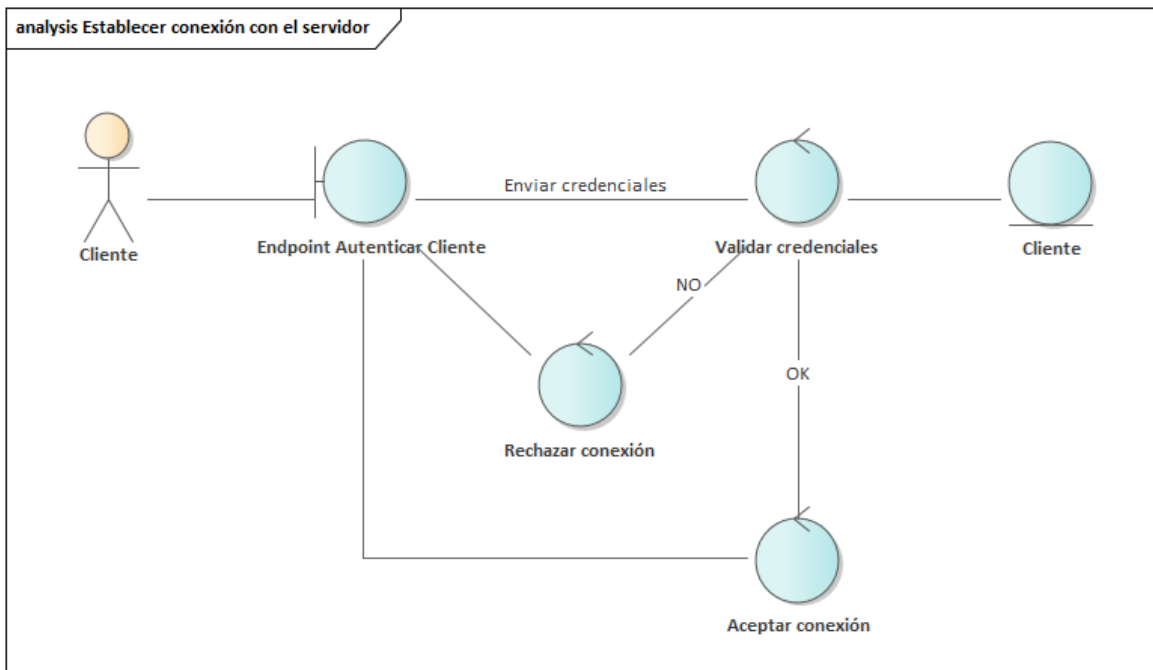 analysis Establecer conexión con el servidor
Enviar credenciales
Cliente
Endpoint Autenticar Cliente
Validar credenciales
Cliente
NO
OK
Rechazar conexión
Aceptar conexión